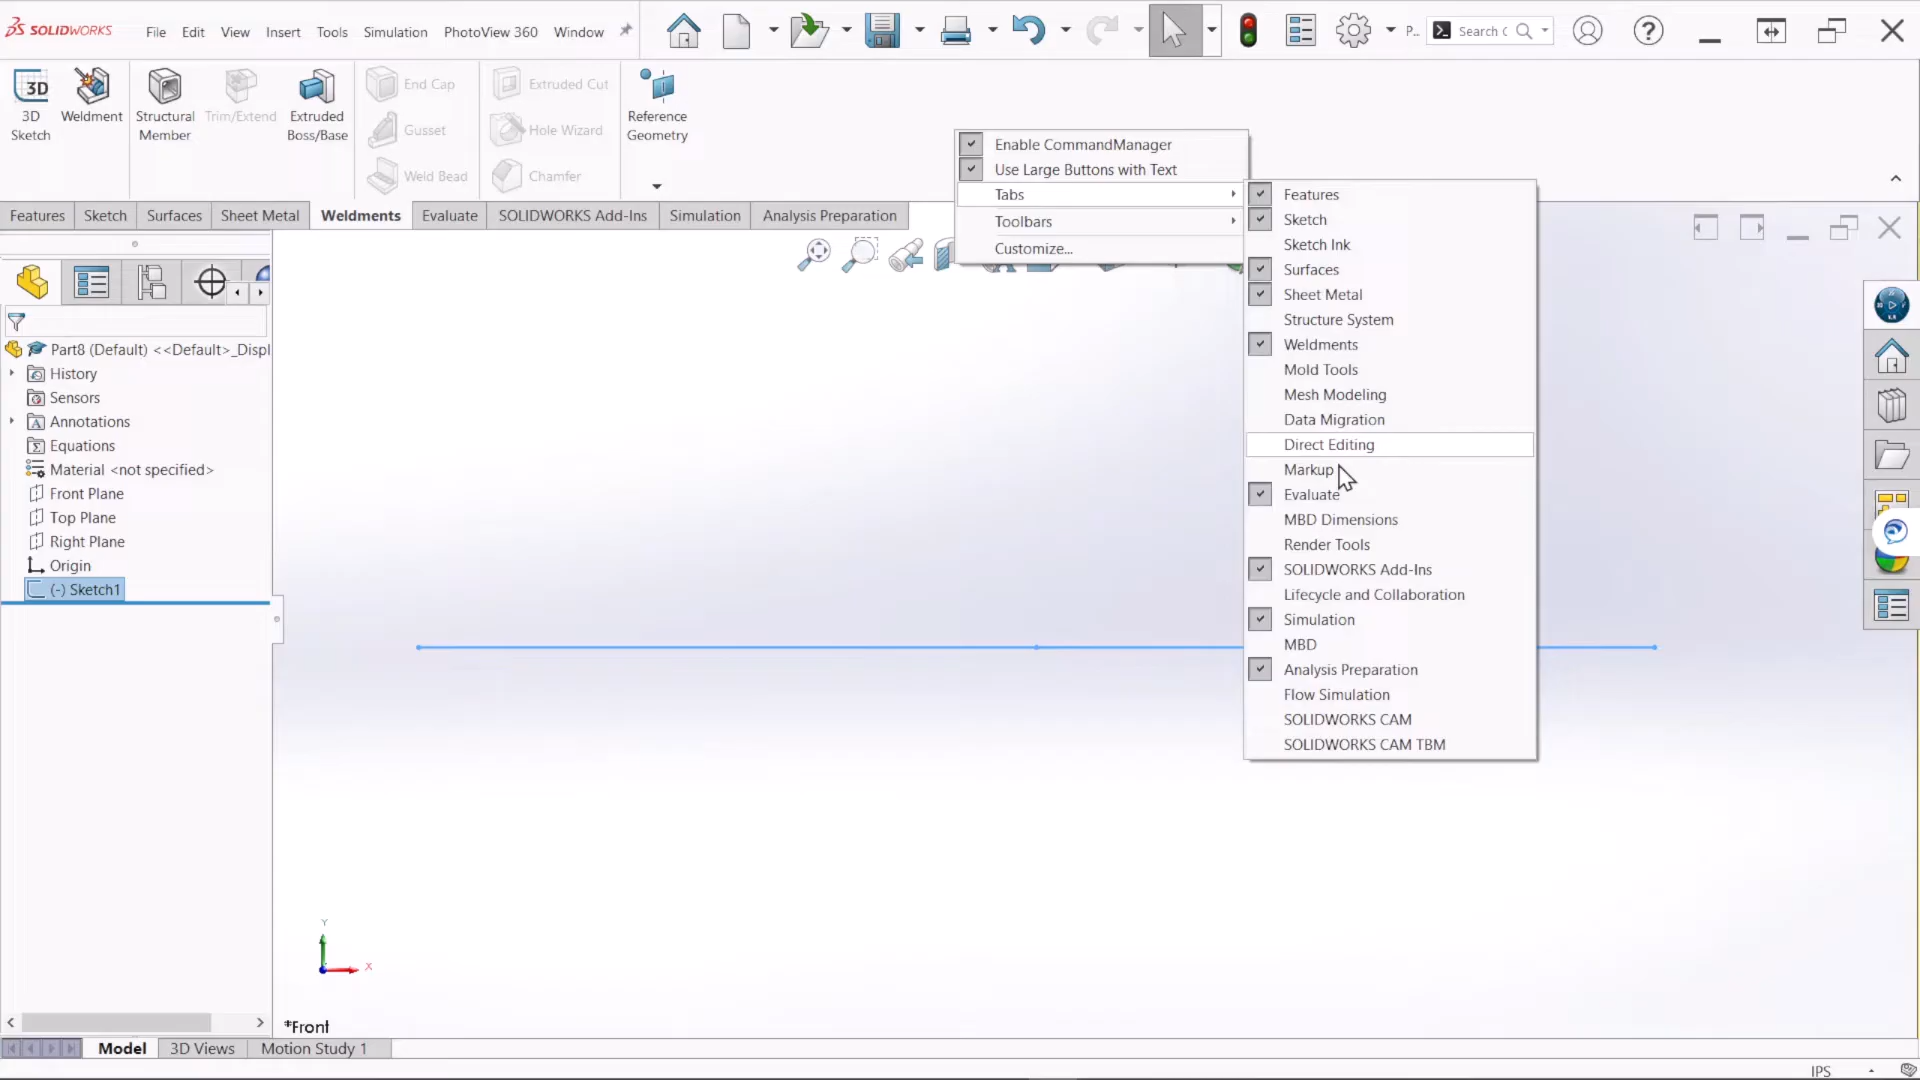 SOLIDWORKS
File Edit View Insert Tools Simulation PhotoView 360 Window
P...
Search C
3D
3D Sketch
Weldment
Structural Member
Trim/Extend
Extruded Boss/Base
End Cap
Gusset
Weld Bead
Extruded Cut
Hole Wizard
Chamfer
Reference Geometry
Features Sketch Surfaces Sheet Metal Weldments Evaluate SOLIDWORKS Add-Ins Simulation Analysis Preparation
Enable CommandManager
Use Large Buttons with Text
Tabs
Toolbars
Customize...
Features
Sketch
Sketch Ink
Surfaces
Sheet Metal
Structure System
Weldments
Mold Tools
Mesh Modeling
Data Migration
Direct Editing
Markup
Evaluate
MBD Dimensions
Render Tools
SOLIDWORKS Add-Ins
Lifecycle and Collaboration
Simulation
MBD
Analysis Preparation
Flow Simulation
SOLIDWORKS CAM
SOLIDWORKS CAM TBM
Part8 (Default) <<Default>_Displ
History
Sensors
Annotations
Equations
Material <not specified>
Front Plane
Top Plane
Right Plane
Origin
(-) Sketch1
Y
X
*Front
Model 3D Views Motion Study 1
IPS